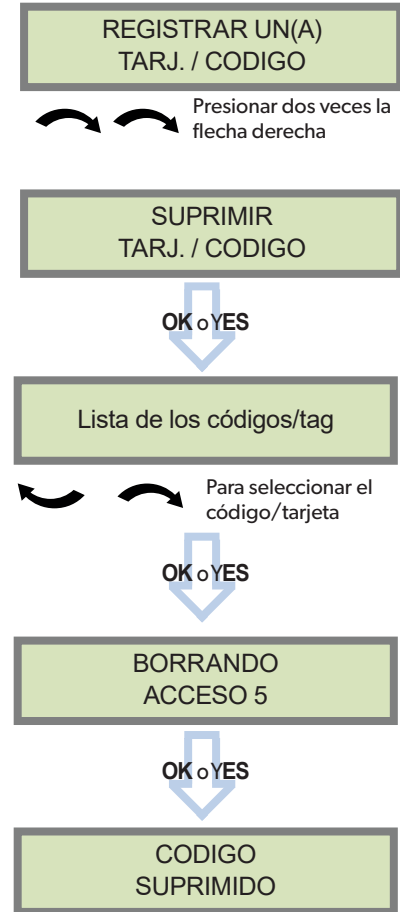 REGISTRAR UN(A)
TARJ. / CODIGO
Presionar dos veces la
flecha derecha
SUPRIMIR
TARJ. / CODIGO
OK o YES
Lista de los códigos/tag
Para seleccionar el
código/tarjeta
OK o YES
BORRANDO
ACCESO 5
OK o YES
CODIGO
SUPRIMIDO